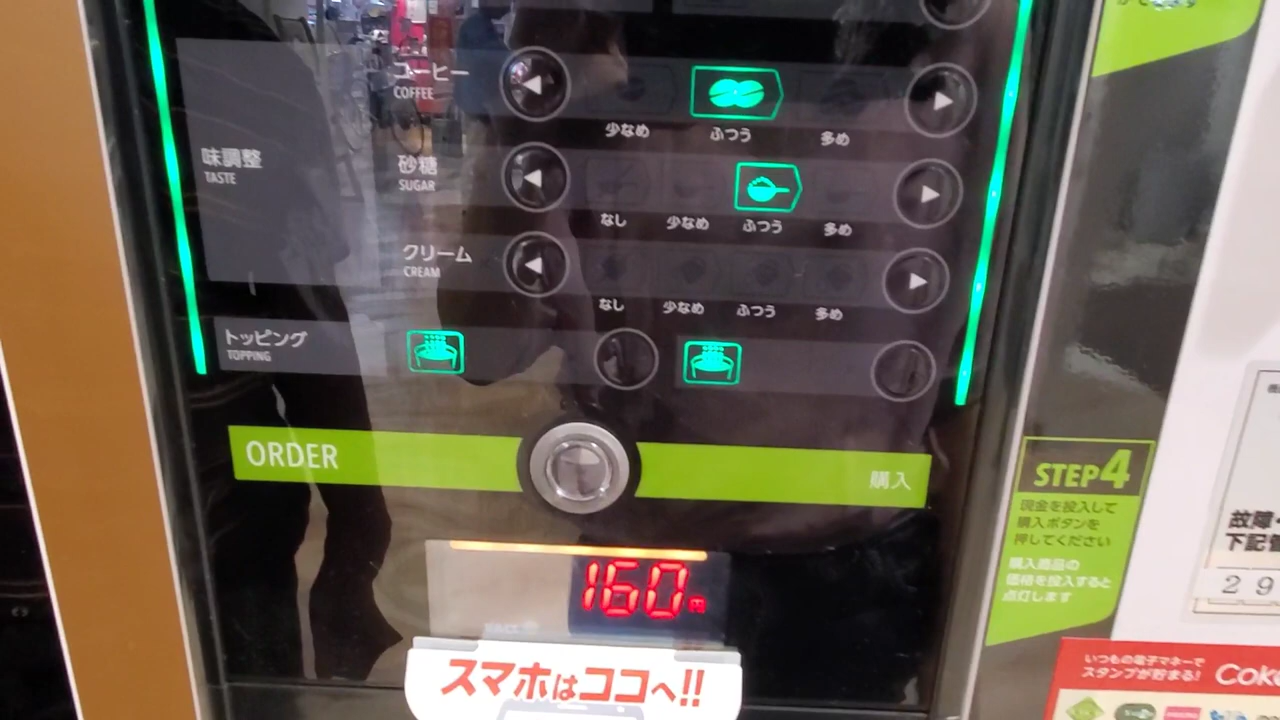 コーヒー
COFFEE
少なめ ふつう 多め
味調整
TASTE
砂糖
SUGAR
なし 少なめ ふつう 多め
クリーム
CREAM
なし 少なめ ふつう 多め
トッピング
TOPPING
ORDER
購入
160円
スマホはココへ!!
STEP4
現金を投入して
購入ボタンを
押してください
購入商品の
価格を投入すると
点灯します
故障
下記
29
いつもの電子マネーで
スタンプが貯まる!
Coke